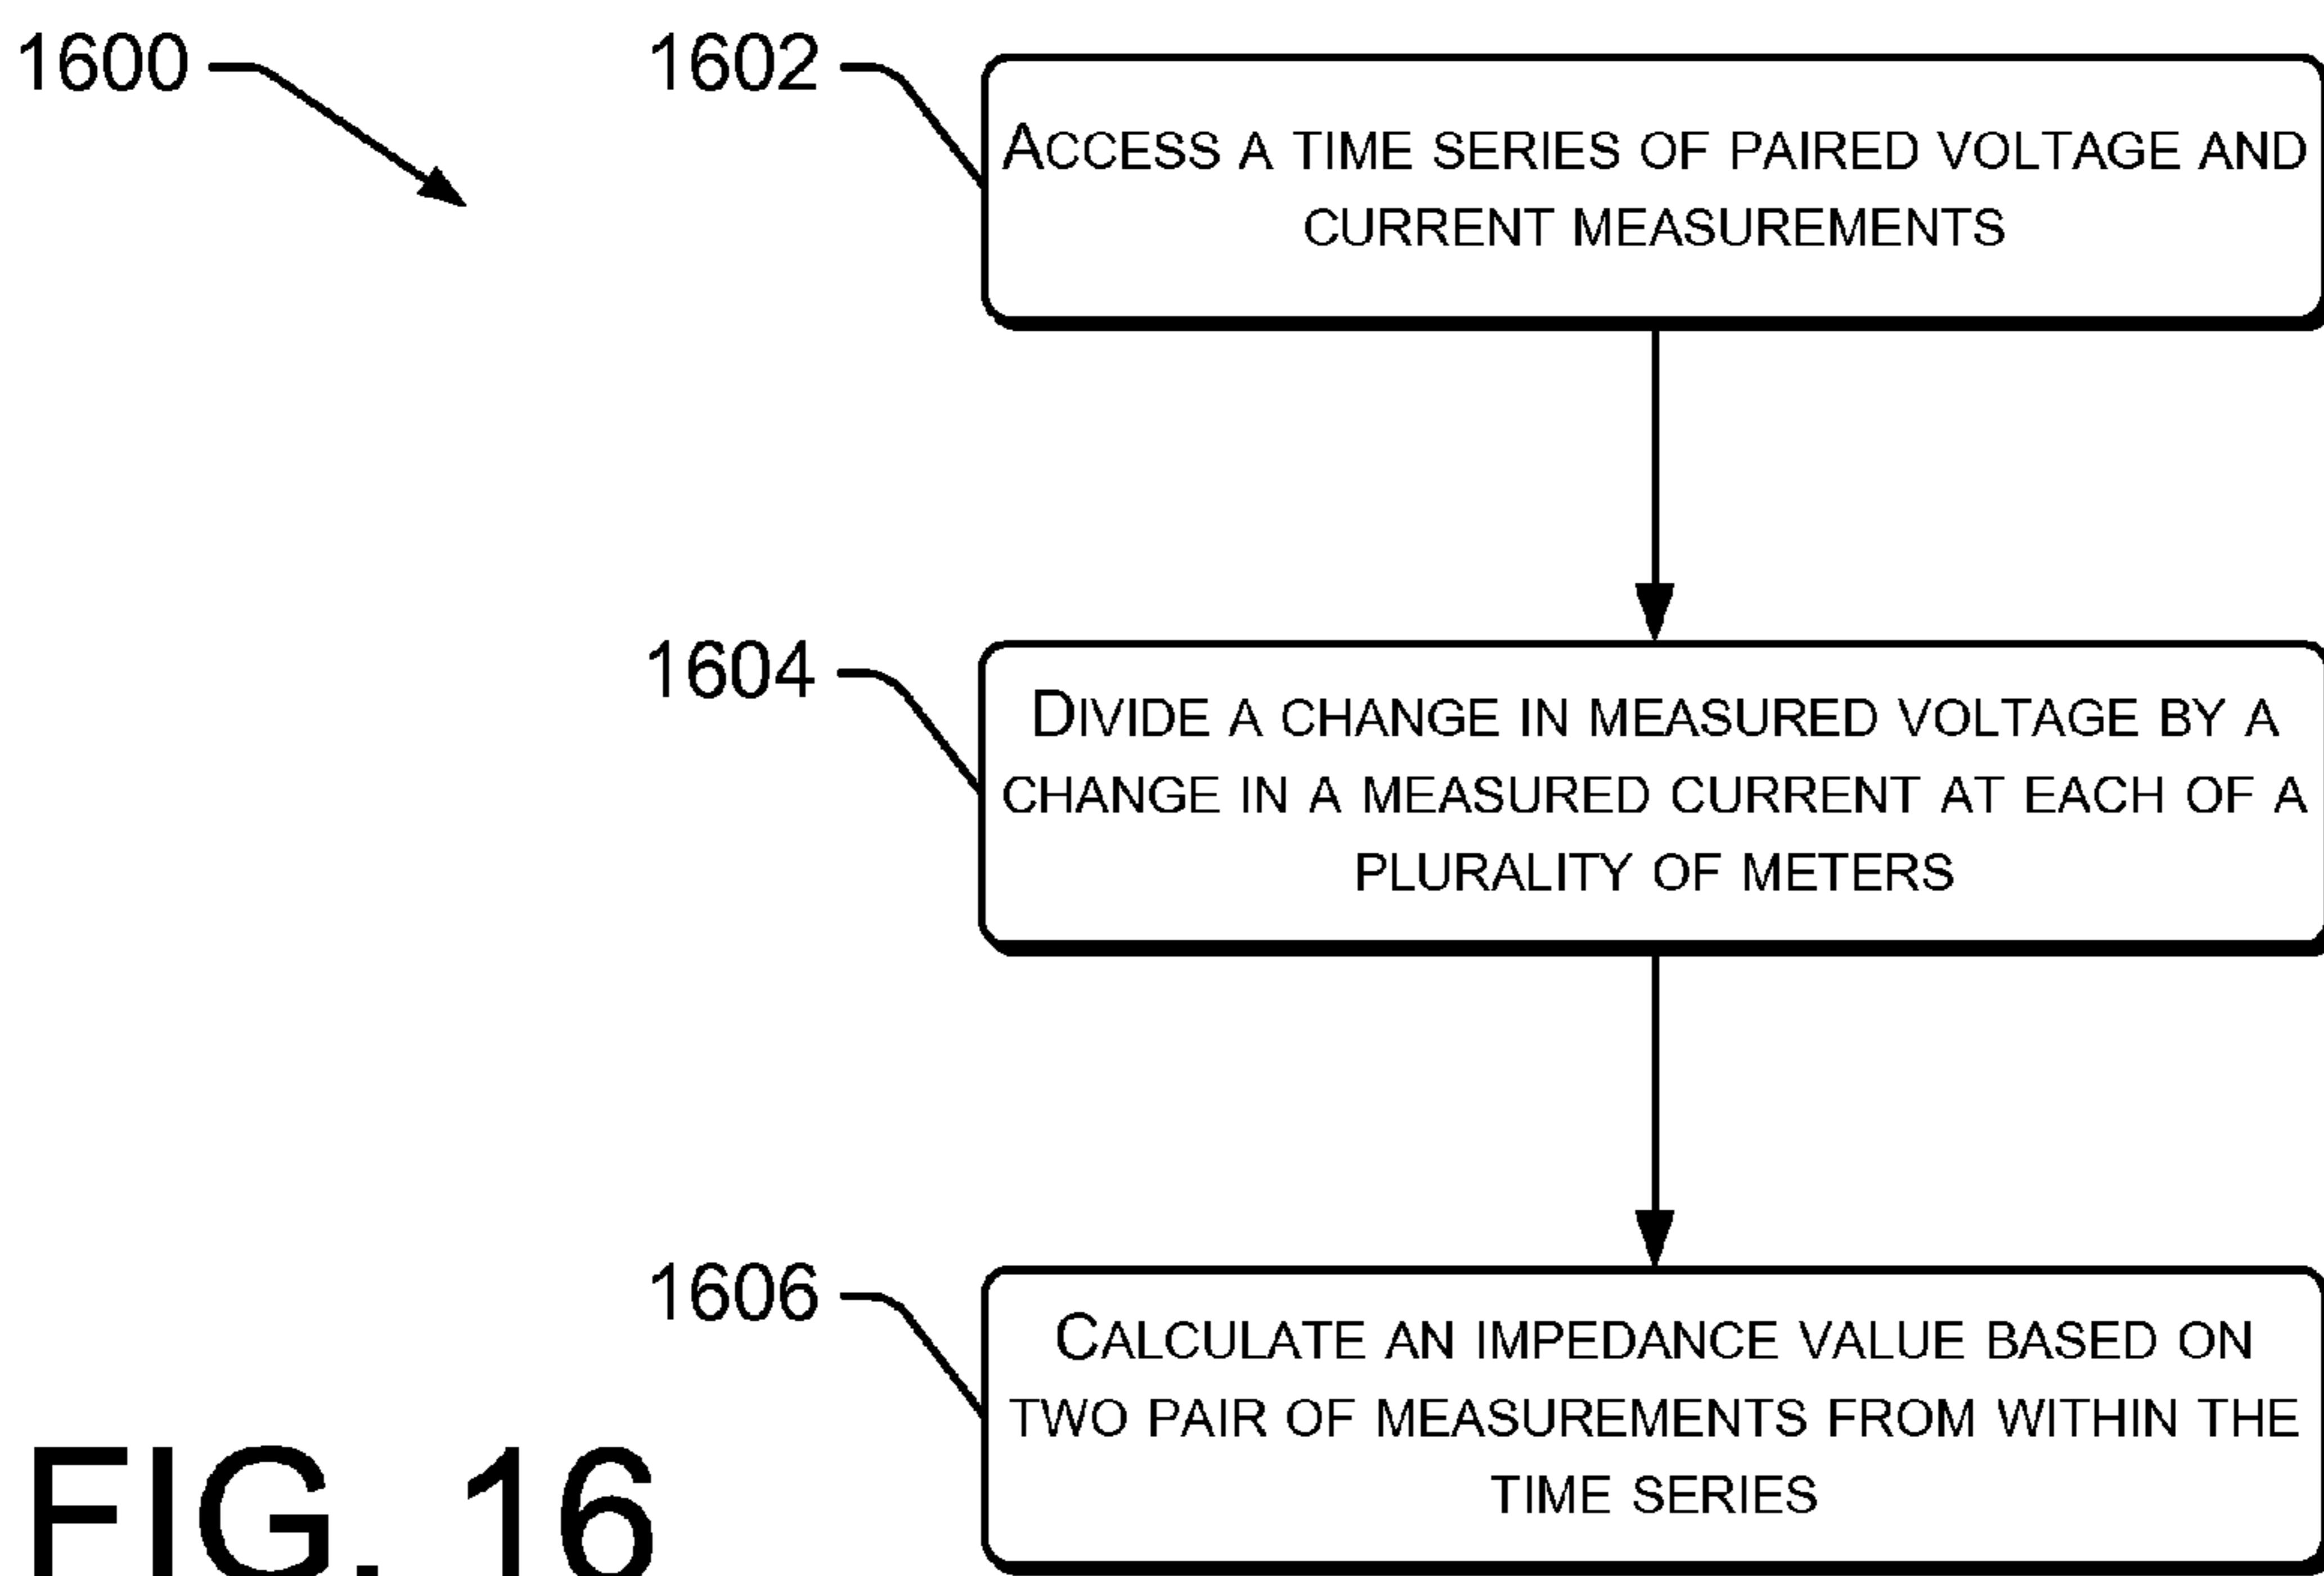 1600
1602
ACCESS A TIME SERIES OF PAIRED VOLTAGE AND
CURRENT MEASUREMENTS
1604
DIVIDE A CHANGE IN MEASURED VOLTAGE BY A
CHANGE IN A MEASURED CURRENT AT EACH OF A
PLURALITY OF METERS
1606
CALCULATE AN IMPEDANCE VALUE BASED ON
TWO PAIR OF MEASUREMENTS FROM WITHIN THE
TIME SERIES
FIG. 16